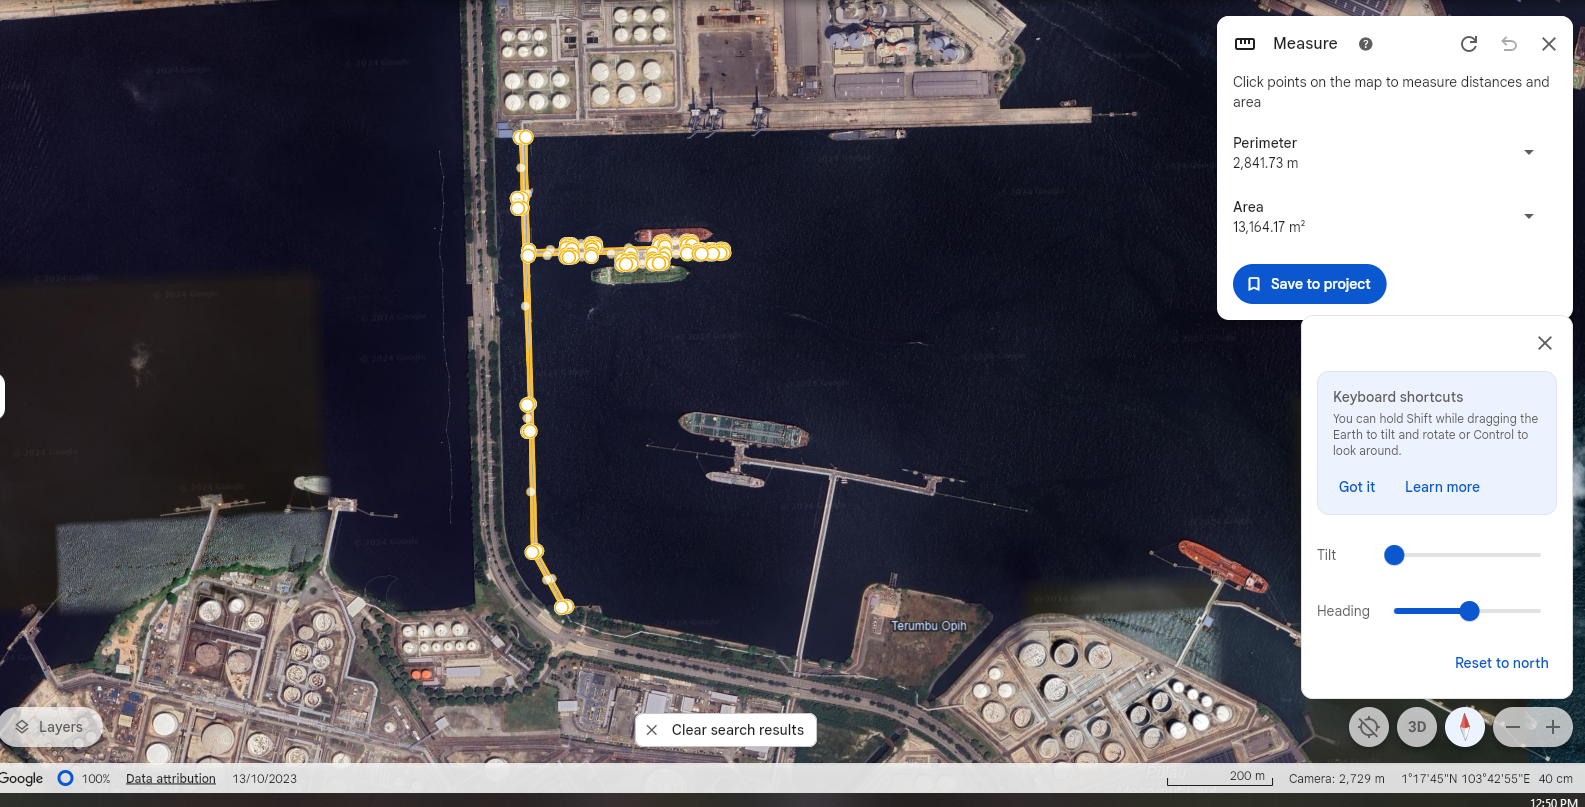 Measure
Click points on the map to measure distances and
area
Perimeter
2,841.73 m
Area
13,164.17 m²
Save to project
Keyboard shortcuts
You can hold Shift while dragging the
Earth to tilt and rotate or Control to
look around.
Got it Learn more
Tilt
Heading
Reset to north
Terumbu Opih
Layers
Clear search results
3D
Google 100% Data attribution 13/10/2023 200 m Camera: 2,729 m 1°17'45"N 103°42'55"E 40 cm
12:50 PM